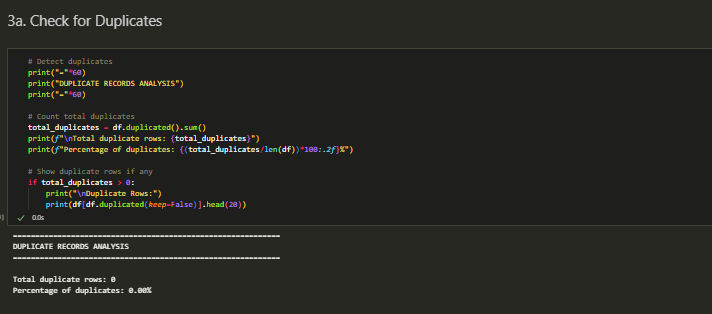 3a. Check for Duplicates
# Detect duplicates
print("="*60)
print("DUPLICATE RECORDS ANALYSIS")
print("="*60)
# Count total duplicates
total_duplicates = df.duplicated().sum()
print(f"\nTotal duplicate rows: {total_duplicates}")
print(f"Percentage of duplicates: {(total_duplicates/len(df))*100:.2f}%")
# Show duplicate rows if any
if total_duplicates > 0:
    print("\nDuplicate Rows:")
    print(df[df.duplicated(keep=False)].head(20))
0.0s
============================================================
DUPLICATE RECORDS ANALYSIS
============================================================
Total duplicate rows: 0
Percentage of duplicates: 0.00%